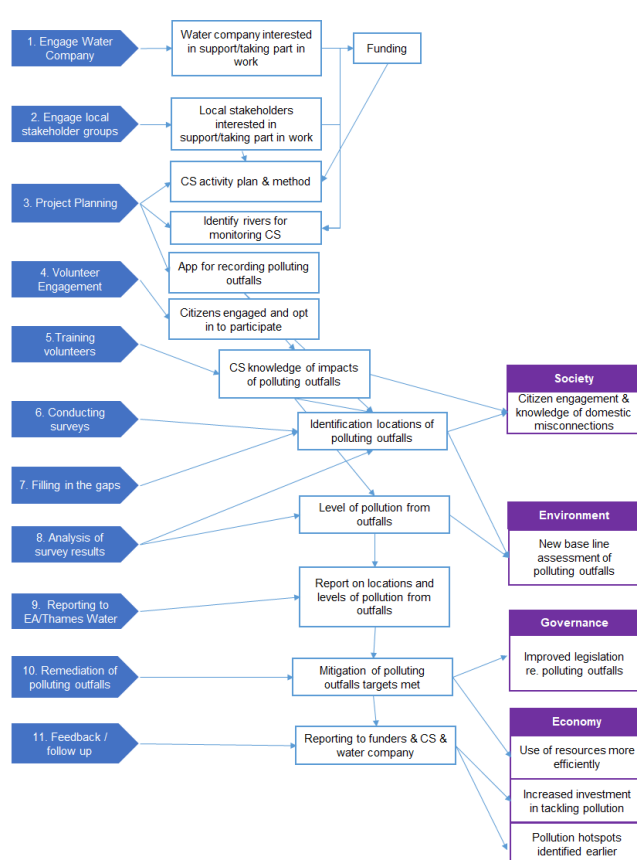 1. Engage Water
Company
Water company interested
in support/taking part in
work
Funding
2. Engage local
stakeholder groups
Local stakeholders
interested in
support/taking part in work
3. Project Planning
CS activity plan & method
Identify rivers for
monitoring CS
App for recording polluting
outfalls
4. Volunteer
Engagement
Citizens engaged and opt
in to participate
5.Training
volunteers
CS knowledge of impacts
of polluting outfalls
Society
Citizen engagement &
knowledge of domestic
misconnections
6. Conducting
surveys
Identification locations of
polluting outfalls
7. Filling in the gaps
8. Analysis of
survey results
Level of pollution from
outfalls
Environment
New base line
assessment of
polluting outfalls
9. Reporting to
EA/Thames Water
Report on locations and
levels of pollution from
outfalls
Governance
Improved legislation
re. polluting outfalls
10. Remediation of
polluting outfalls
Mitigation of polluting
outfalls targets met
11. Feedback /
follow up
Reporting to funders & CS &
water company
Economy
Use of resources more
efficiently
Increased investment
in tackling pollution
Pollution hotspots
identified earlier